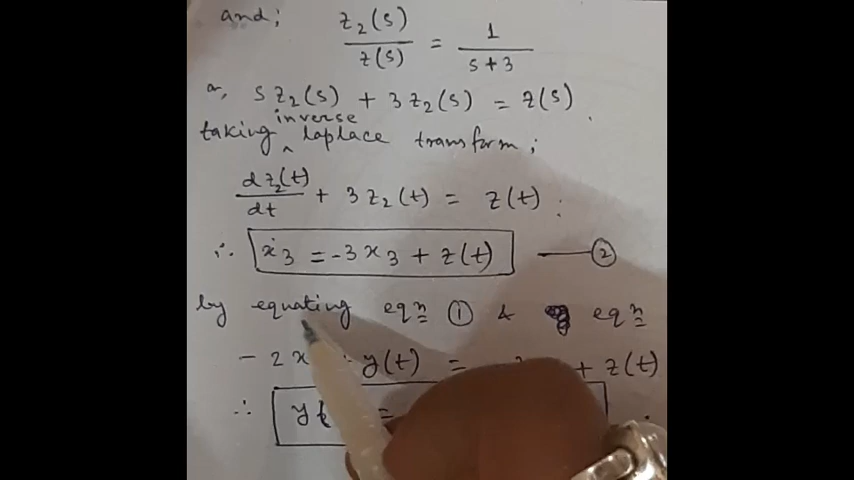 and; z₂(s)/z(s) = 1/(s+3)
or, s z₂(s) + 3z₂(s) = z(s).
taking inverse laplace transform;
dz₂(t)/dt + 3z₂(t) = z(t).
∴ ẋ₃ = -3x₃ + z(t) —— ②
by equating eqn ① & eqn
- 2x y(t) = + z(t)
∴ y( =